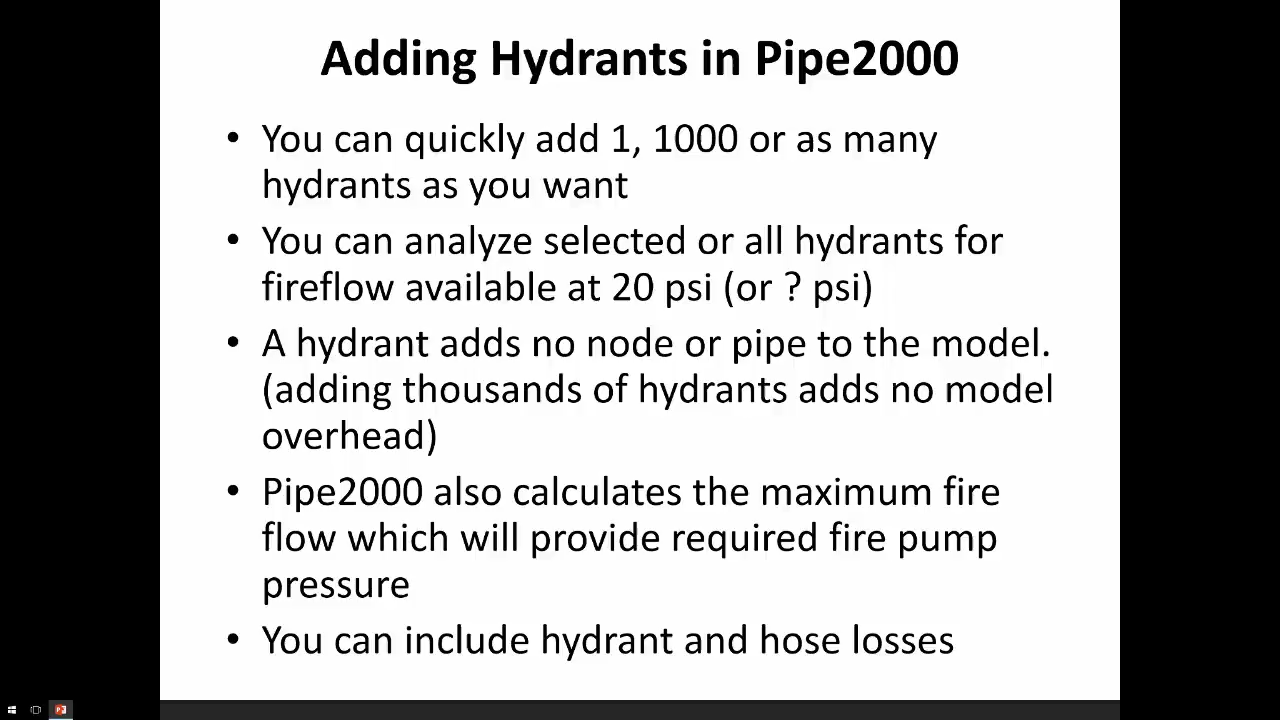 Adding Hydrants in Pipe2000
• You can quickly add 1, 1000 or as many
hydrants as you want
• You can analyze selected or all hydrants for
fireflow available at 20 psi (or ? psi)
• A hydrant adds no node or pipe to the model.
(adding thousands of hydrants adds no model
overhead)
• Pipe2000 also calculates the maximum fire
flow which will provide required fire pump
pressure
• You can include hydrant and hose losses